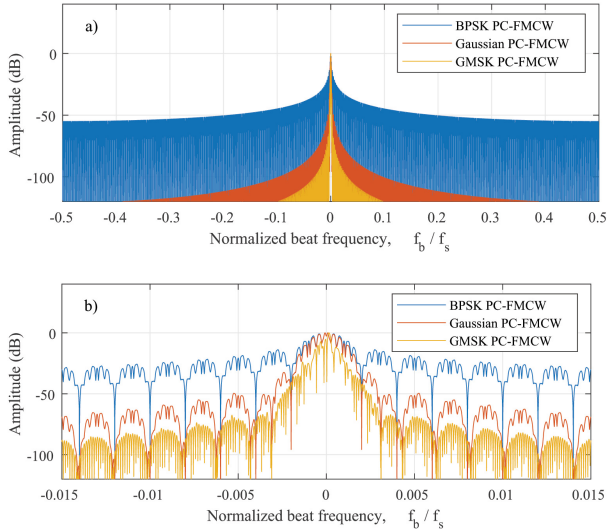 a)
BPSK PC-FMCW
Gaussian PC-FMCW
GMSK PC-FMCW
Amplitude (dB)
0
-50
-100
-0.5 -0.4 -0.3 -0.2 -0.1 0 0.1 0.2 0.3 0.4 0.5
Normalized beat frequency, f_b / f_s
b)
BPSK PC-FMCW
Gaussian PC-FMCW
GMSK PC-FMCW
Amplitude (dB)
0
-50
-100
-0.015 -0.01 -0.005 0 0.005 0.01 0.015
Normalized beat frequency, f_b / f_s